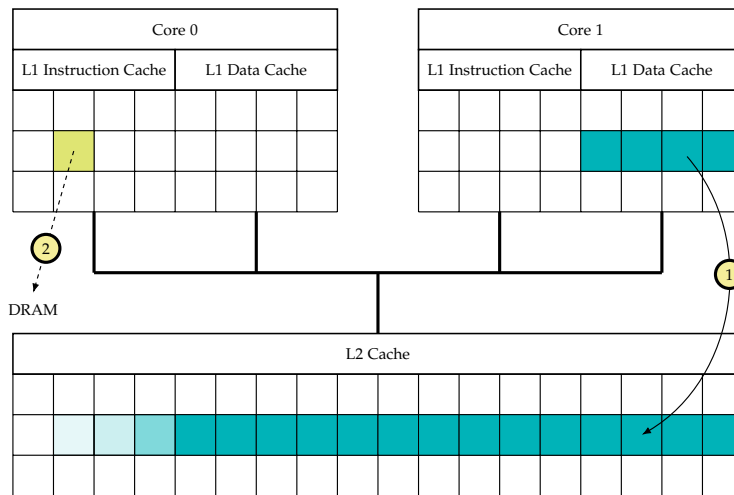 Core 0
Core 1
L1 Instruction Cache
L1 Data Cache
L1 Instruction Cache
L1 Data Cache
2
1
DRAM
L2 Cache